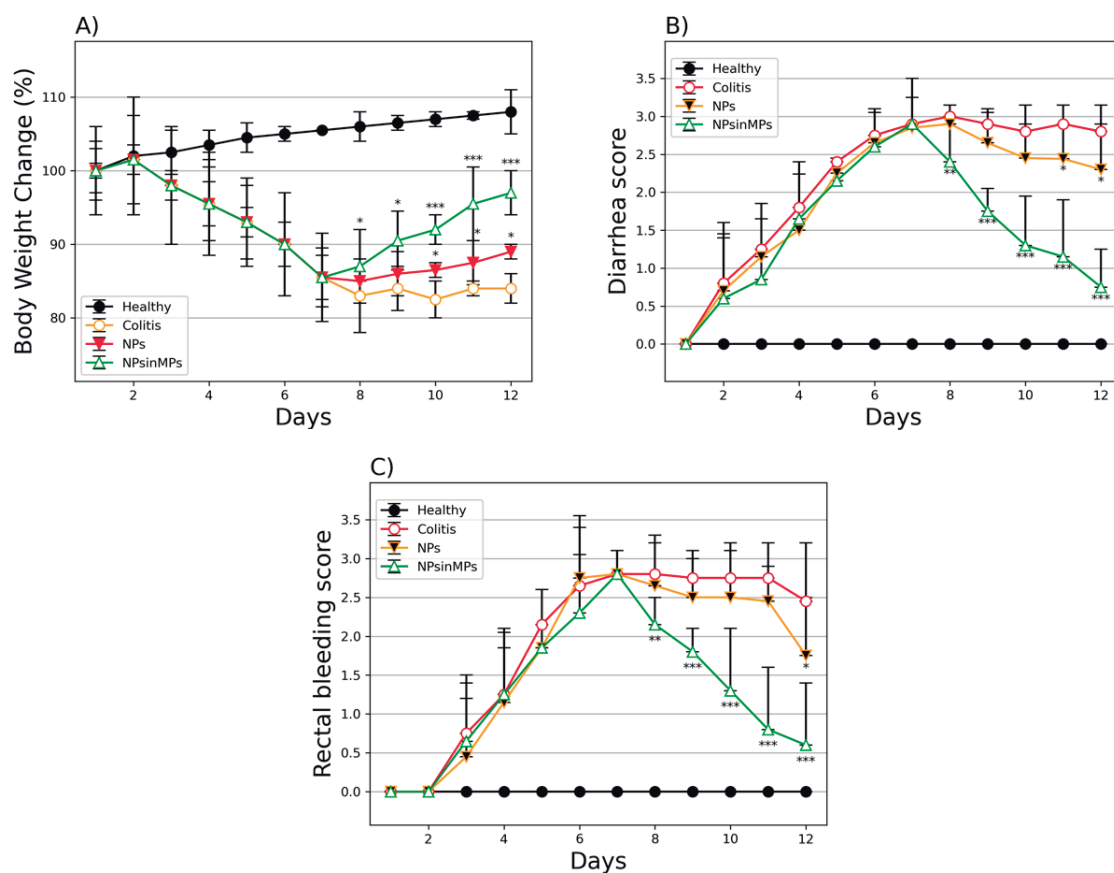 A)
Body Weight Change (%)
110
100
90
80
*
*
***
***
***
*
*
*
Healthy
Colitis
NPs
NPsinMPs
2
4
6
8
10
12
Days
B)
Diarrhea score
3.5
3.0
2.5
2.0
1.5
1.0
0.5
0.0
Healthy
Colitis
NPs
NPsinMPs
*
*
**
***
***
***
***
2
4
6
8
10
12
Days
C)
Rectal bleeding score
3.5
3.0
2.5
2.0
1.5
1.0
0.5
0.0
Healthy
Colitis
NPs
NPsinMPs
**
***
*
***
***
***
2
4
6
8
10
12
Days